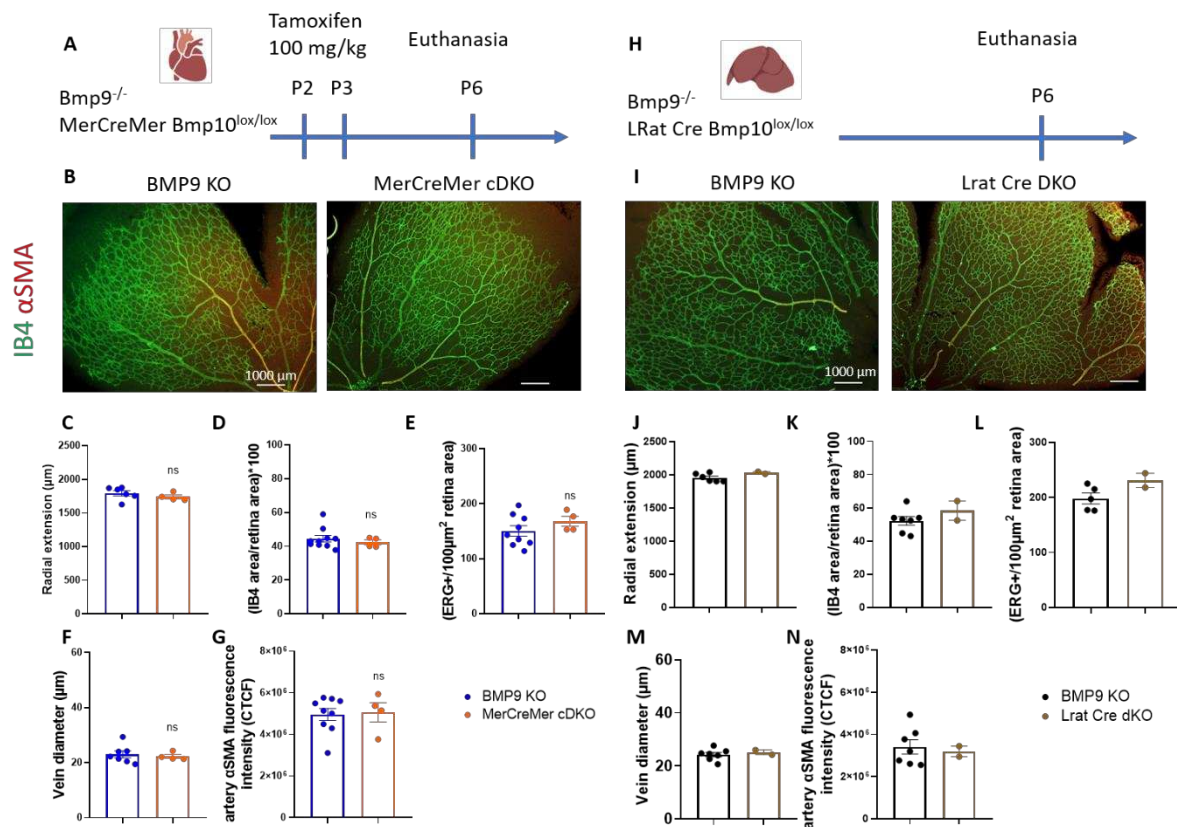 A
Tamoxifen
100 mg/kg
Euthanasia
P2
P3
P6
Bmp9-/-
MerCreMer Bmp10lox/lox
H
Euthanasia
P6
Bmp9-/-
LRat Cre Bmp10lox/lox
B
BMP9 KO
MerCreMer cDKO
IB4 αSMA
1000 µm
I
BMP9 KO
Lrat Cre DKO
1000 µm
C
Radial extension (µm)
2500
2000
1500
1000
500
0
ns
D
(IB4 area/retina area)*100
100
80
60
40
20
0
ns
E
(ERG+/100µm² retina area)
300
200
100
0
ns
J
Radial extension (µm)
2500
2000
1500
1000
500
0
K
(IB4 area/retina area)*100
100
80
60
40
20
0
L
(ERG+/100µm² retina area)
300
200
100
0
F
Vein diameter (µm)
60
40
20
0
ns
G
artery αSMA fluorescence
intensity (CTCF)
8×10⁶
6×10⁶
4×10⁶
2×10⁶
0
ns
BMP9 KO
MerCreMer cDKO
M
Vein diameter (µm)
60
40
20
0
N
artery αSMA fluorescence
intensity (CTCF)
8×10⁶
6×10⁶
4×10⁶
2×10⁶
0
BMP9 KO
Lrat Cre dKO